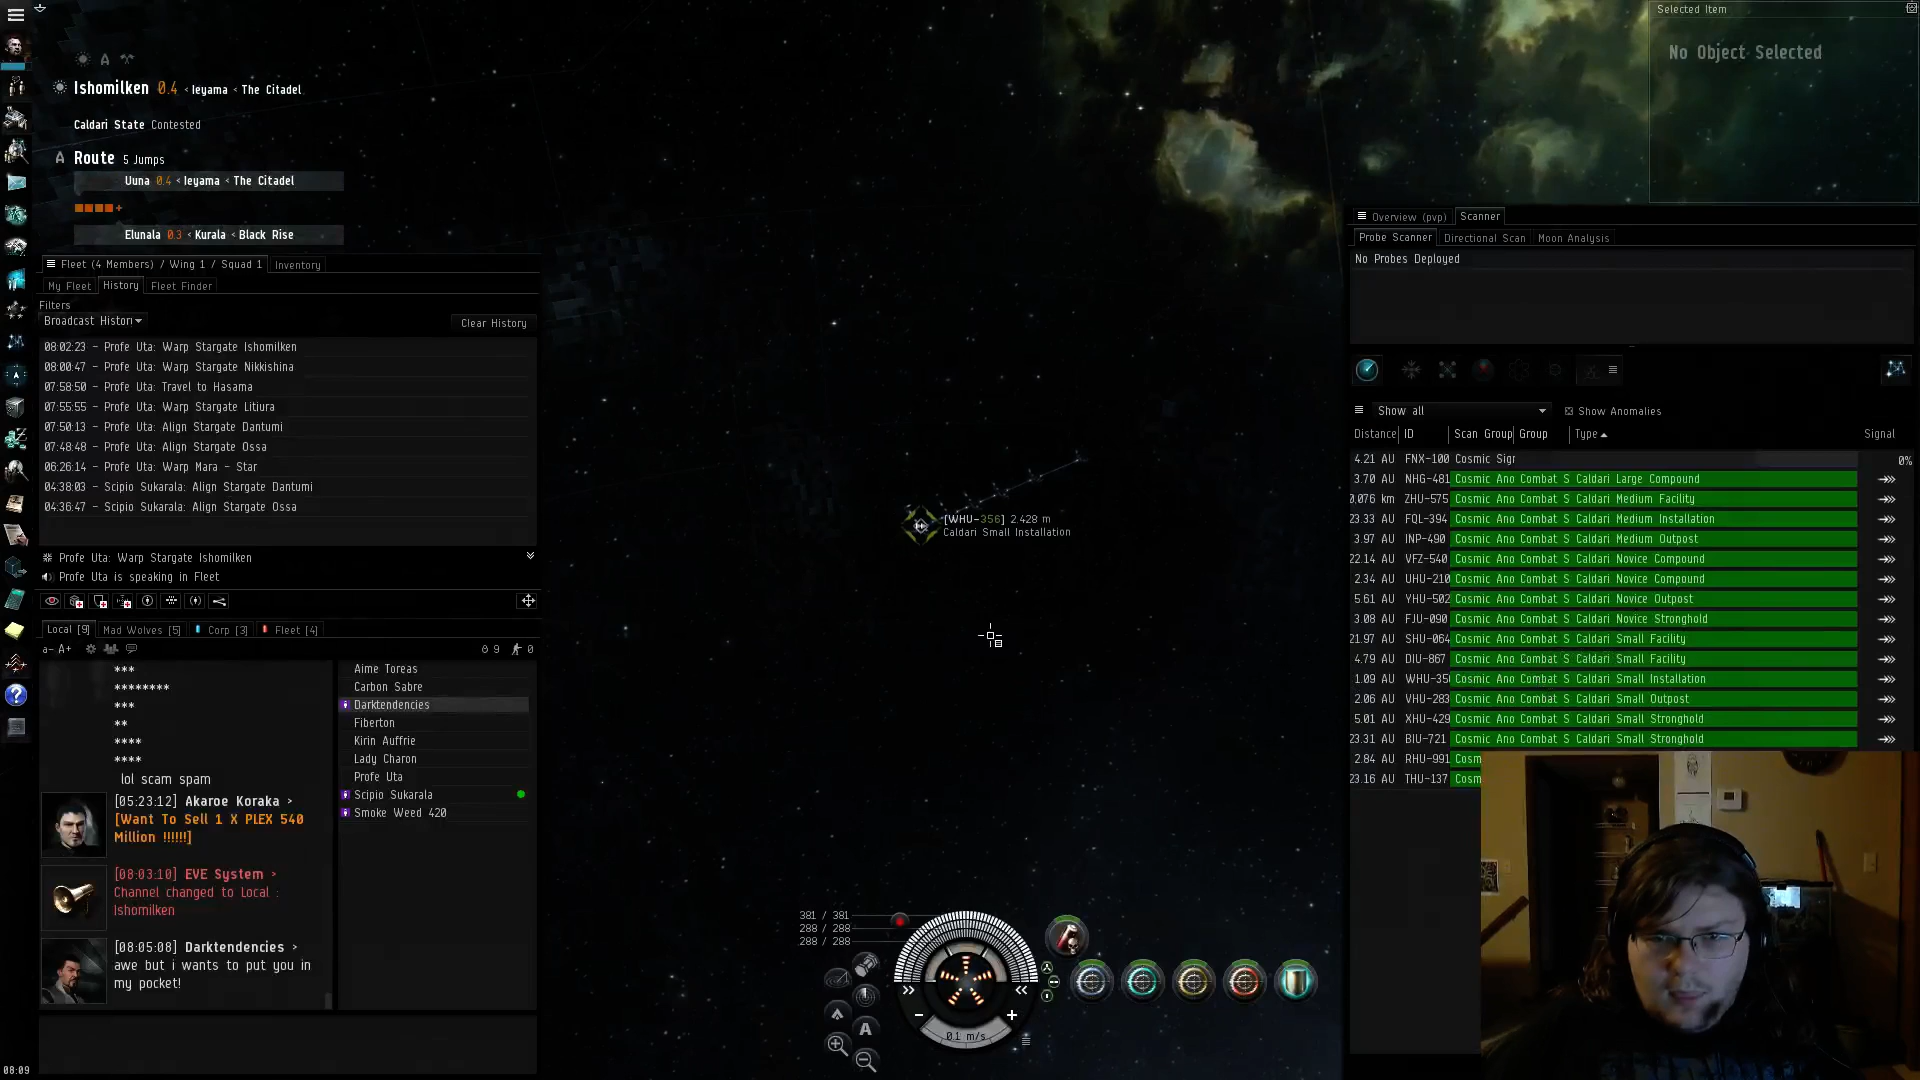 Selected Item
No Object Selected
Ishomilken 0.4 < Ieyama < The Citadel
Caldari State Contested
Route 5 Jumps
Uuna 0.4 < Ieyama < The Citadel
Elunala 0.3 < Kurala < Black Rise
Fleet (4 Members) / Wing 1 / Squad 1
Inventory
My Fleet
History
Fleet Finder
Filters
Broadcast Histor
Clear History
08:02:23 - Profe Uta: Warp Stargate Ishomilken
08:00:47 - Profe Uta: Warp Stargate Nikkishina
07:58:50 - Profe Uta: Travel to Hasama
07:55:55 - Profe Uta: Warp Stargate Litiura
07:50:13 - Profe Uta: Align Stargate Dantumi
07:48:48 - Profe Uta: Align Stargate Ossa
06:26:14 - Profe Uta: Warp Mara - Star
04:38:03 - Scipio Sukarala: Align Stargate Dantumi
04:36:47 - Scipio Sukarala: Align Stargate Ossa
Profe Uta: Warp Stargate Ishomilken
Profe Uta is speaking in Fleet
Local [9]
Mad Wolves [5]
Corp [3]
Fleet [4]
a- A+
9
0
***
********
***
**
****
****
lol scam spam
[05:23:12] Akaroe Koraka >
[Want To Sell 1 X PLEX 540
Million !!!!!!]
[08:03:10] EVE System >
Channel changed to Local :
Ishomilken
[08:05:08] Darktendencies >
awe but i wants to put you in
my pocket!
Aime Toreas
Carbon Sabre
Darktendencies
Fiberton
Kirin Auffrie
Lady Charon
Profe Uta
Scipio Sukarala
Smoke Weed 420
08:09
[WHU-356] 2.428 m
Caldari Small Installation
381 / 381
288 / 288
288 / 288
0.1 m/s
Overview (pvp)
Scanner
Probe Scanner
Directional Scan
Moon Analysis
No Probes Deployed
Show all
Show Anomalies
Distance ID Scan Group Group Type Signal
4.21 AU FNX-100 Cosmic Sigr 0%
3.70 AU NHG-481 Cosmic Ano Combat S Caldari Large Compound
0.076 km ZHU-575 Cosmic Ano Combat S Caldari Medium Facility
23.33 AU FQL-394 Cosmic Ano Combat S Caldari Medium Installation
3.97 AU INP-490 Cosmic Ano Combat S Caldari Medium Outpost
22.14 AU VFZ-540 Cosmic Ano Combat S Caldari Novice Compound
2.34 AU UHU-210 Cosmic Ano Combat S Caldari Novice Compound
5.61 AU YHU-502 Cosmic Ano Combat S Caldari Novice Outpost
3.08 AU FJU-090 Cosmic Ano Combat S Caldari Novice Stronghold
21.97 AU SHU-064 Cosmic Ano Combat S Caldari Small Facility
4.79 AU DIU-867 Cosmic Ano Combat S Caldari Small Facility
1.09 AU WHU-35 Cosmic Ano Combat S Caldari Small Installation
2.06 AU VHU-283 Cosmic Ano Combat S Caldari Small Outpost
5.01 AU XHU-429 Cosmic Ano Combat S Caldari Small Stronghold
23.31 AU BIU-721 Cosmic Ano Combat S Caldari Small Stronghold
2.84 AU RHU-991 Cosm
23.16 AU THU-137 Cosm